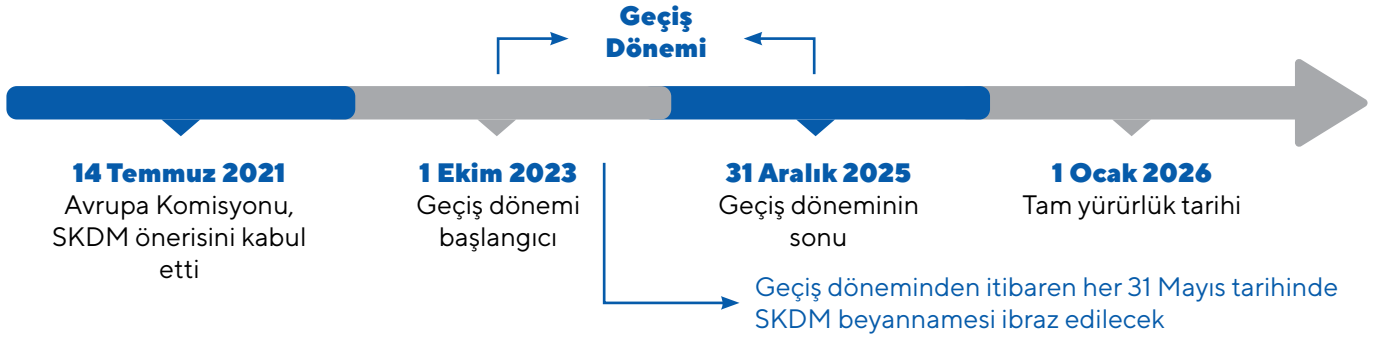 Geçiş
Dönemi
14 Temmuz 2021
Avrupa Komisyonu,
SKDM önerisini kabul
etti
1 Ekim 2023
Geçiş dönemi
başlangıcı
31 Aralık 2025
Geçiş döneminin
sonu
1 Ocak 2026
Tam yürürlük tarihi
Geçiş döneminden itibaren her 31 Mayıs tarihinde
SKDM beyannamesi ibraz edilecek